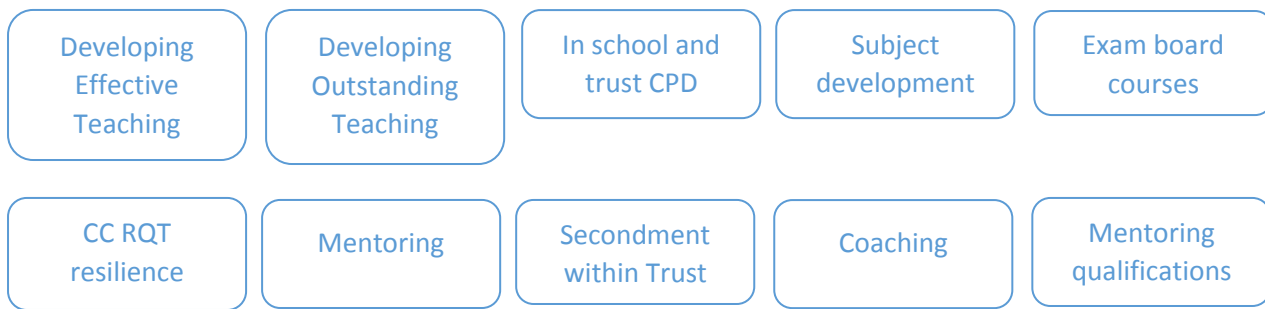 Developing
Effective
Teaching
Developing
Outstanding
Teaching
In school and
trust CPD
Subject
development
Exam board
courses
CC RQT
resilience
Mentoring
Secondment
within Trust
Coaching
Mentoring
qualifications